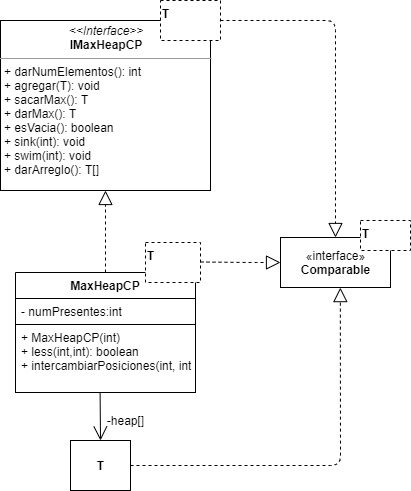 T
<<Interface>>
IMaxHeapCP
+ darNumElementos(): int
+ agregar(T): void
+ sacarMax(): T
+ darMax(): T
+ esVacia(): boolean
+ sink(int): void
+ swim(int): void
+ darArreglo(): T[]
T
«interface»
Comparable
T
MaxHeapCP
- numPresentes:int
+ MaxHeapCP(int)
+ less(int,int): boolean
+ intercambiarPosiciones(int, int
-heap[]
T